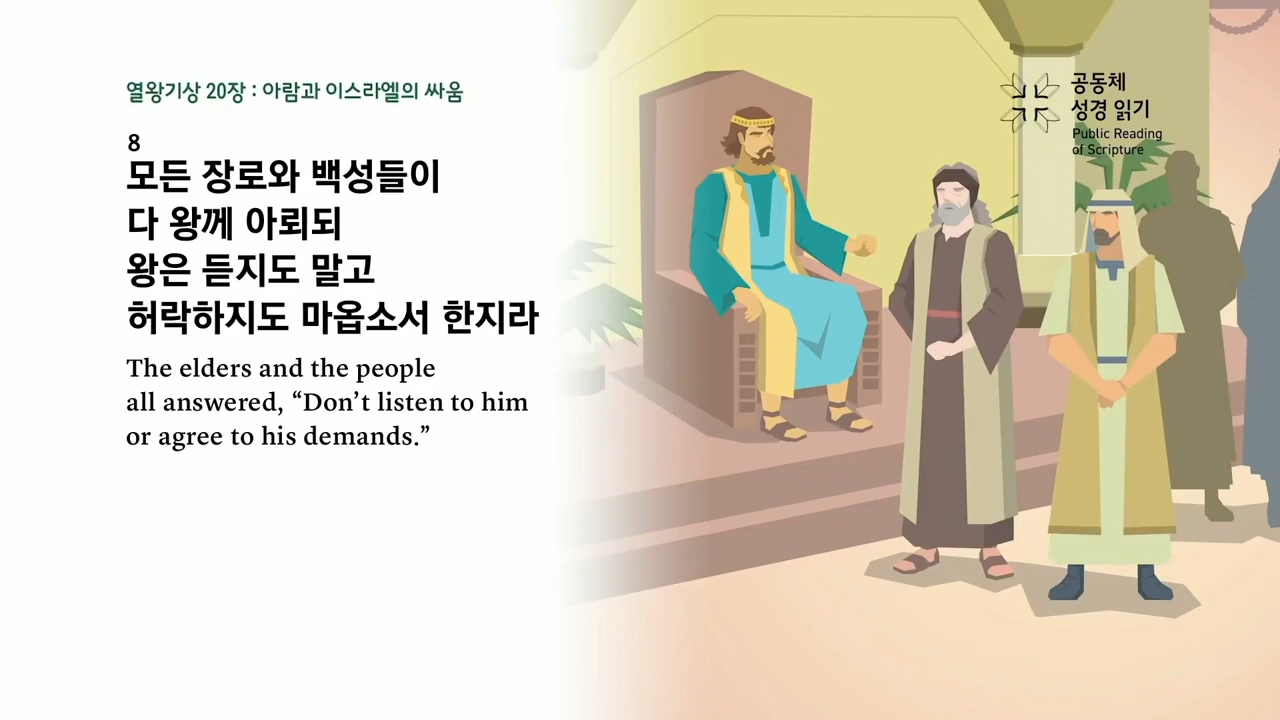 열왕기상 20장 : 아람과 이스라엘의 싸움
8
모든 장로와 백성들이
다 왕께 아뢰되
왕은 듣지도 말고
허락하지도 마옵소서 한지라
The elders and the people
all answered, “Don’t listen to him
or agree to his demands.”
공동체
성경 읽기
Public Reading
of Scripture